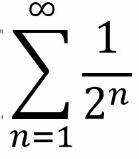 ∞
∑ 1/2ⁿ
n=1